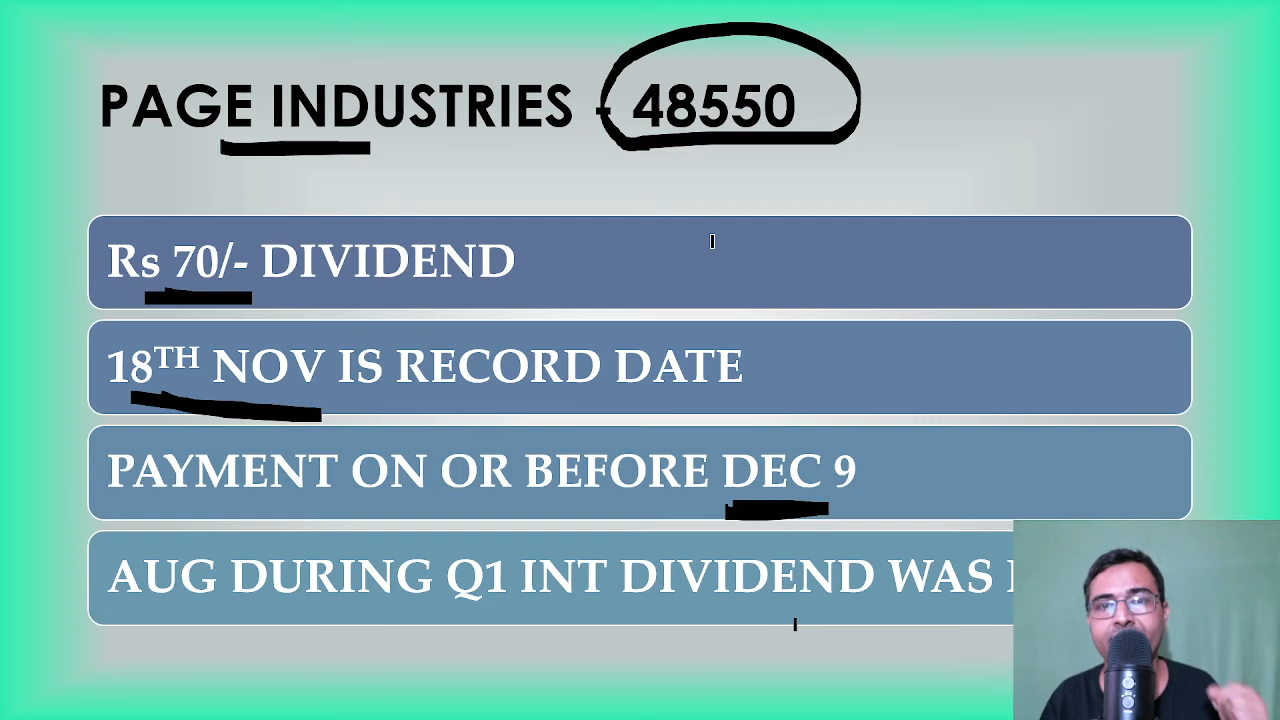 PAGE INDUSTRIES - 48550
Rs 70/- DIVIDEND
18TH NOV IS RECORD DATE
PAYMENT ON OR BEFORE DEC 9
AUG DURING Q1 INT DIVIDEND WAS